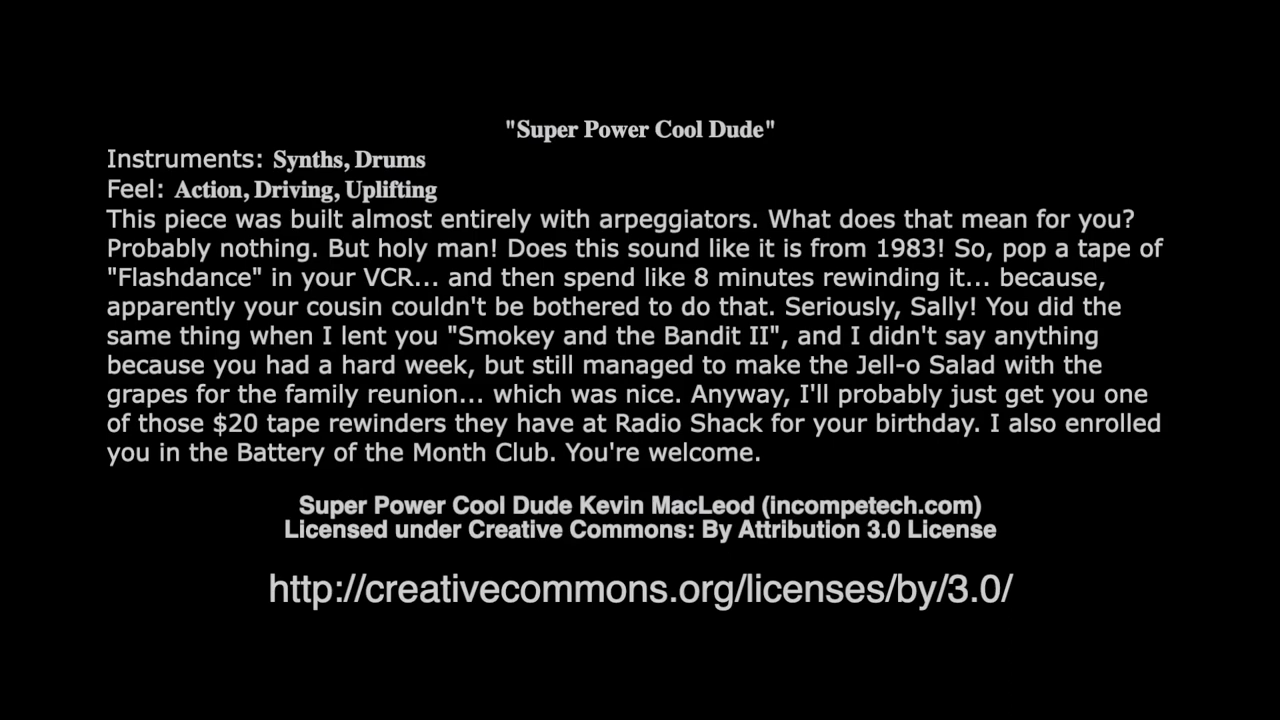 "Super Power Cool Dude"
Instruments: Synths, Drums
Feel: Action, Driving, Uplifting
This piece was built almost entirely with arpeggiators. What does that mean for you?
Probably nothing. But holy man! Does this sound like it is from 1983! So, pop a tape of
"Flashdance" in your VCR... and then spend like 8 minutes rewinding it... because,
apparently your cousin couldn't be bothered to do that. Seriously, Sally! You did the
same thing when I lent you "Smokey and the Bandit II", and I didn't say anything
because you had a hard week, but still managed to make the Jell-o Salad with the
grapes for the family reunion... which was nice. Anyway, I'll probably just get you one
of those $20 tape rewinders they have at Radio Shack for your birthday. I also enrolled
you in the Battery of the Month Club. You're welcome.
Super Power Cool Dude Kevin MacLeod (incompetech.com)
Licensed under Creative Commons: By Attribution 3.0 License
http://creativecommons.org/licenses/by/3.0/